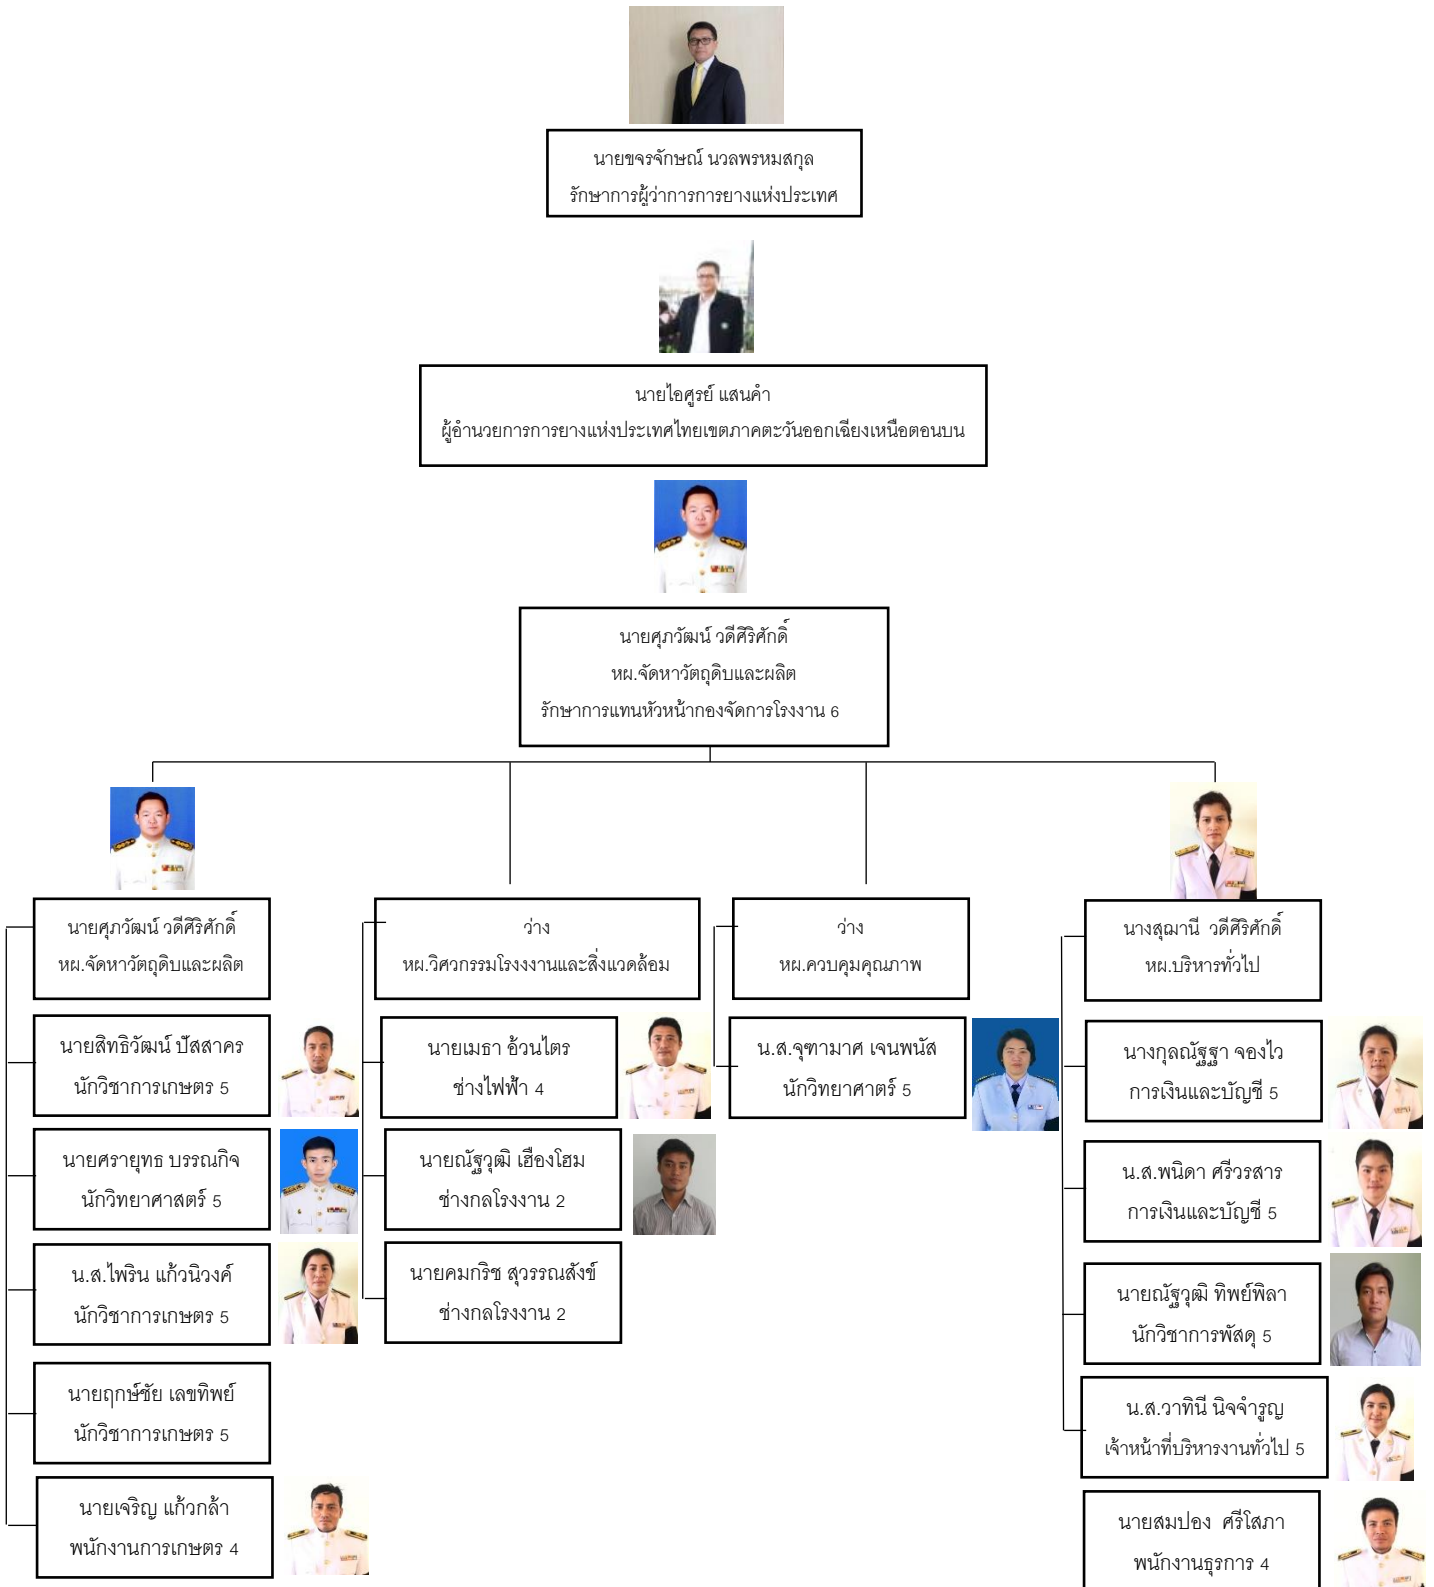 นายขจรจักษณ์ นวลพรหมสกุล
รักษาการผู้ว่าการการยางแห่งประเทศ
นายไอศูรย์ แสนคำ
ผู้อำนวยการการยางแห่งประเทศไทยเขตภาคตะวันออกเฉียงเหนือตอนบน
นายศุภวัฒน์ วดีศิริศักดิ์
หผ.จัดหาวัตถุดิบและผลิต
รักษาการแทนหัวหน้ากองจัดการโรงงาน 6
นายศุภวัฒน์ วดีศิริศักดิ์
หผ.จัดหาวัตถุดิบและผลิต
นายสิทธิวัฒน์ ปัสสาคร
นักวิชาการเกษตร 5
นายศรายุทธ บรรณกิจ
นักวิทยาศาสตร์ 5
น.ส.ไพริน แก้วนิวงค์
นักวิชาการเกษตร 5
นายฤกษ์ชัย เลขทิพย์
นักวิชาการเกษตร 5
นายเจริญ แก้วกล้า
พนักงานการเกษตร 4
ว่าง
หผ.วิศวกรรมโรงงงานและสิ่งแวดล้อม
นายเมธา อ้วนไตร
ช่างไฟฟ้า 4
นายณัฐวุฒิ เฮืองโฮม
ช่างกลโรงงาน 2
นายคมกริช สุวรรณสังข์
ช่างกลโรงงาน 2
ว่าง
หผ.ควบคุมคุณภาพ
น.ส.จุฑามาศ เจนพนัส
นักวิทยาศาตร์ 5
นางสุฌานี วดีศิริศักดิ์
หผ.บริหารทั่วไป
นางกุลณัฐฐา จองไว
การเงินและบัญชี 5
น.ส.พนิดา ศรีวรสาร
การเงินและบัญชี 5
นายณัฐวุฒิ ทิพย์พิลา
นักวิชาการพัสดุ 5
น.ส.วาทินี นิจจำรูญ
เจ้าหน้าที่บริหารงานทั่วไป 5
นายสมปอง ศรีโสภา
พนักงานธุรการ 4